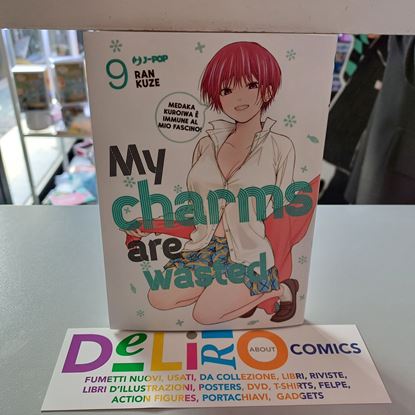 9
J-POP
RAN
KUZE
MEDAKA
KUROIWA È
IMMUNE AL
MIO FASCINO!
My
charms
are
wasted
DeLiRiO
ABOUT
COMICS
FUMETTI NUOVI, USATI, DA COLLEZIONE, LIBRI, RIVISTE,
LIBRI D'ILLUSTRAZIONI, POSTERS, DVD, T-SHIRTS, FELPE,
ACTION FIGURES, PORTACHIAVI, GADGETS